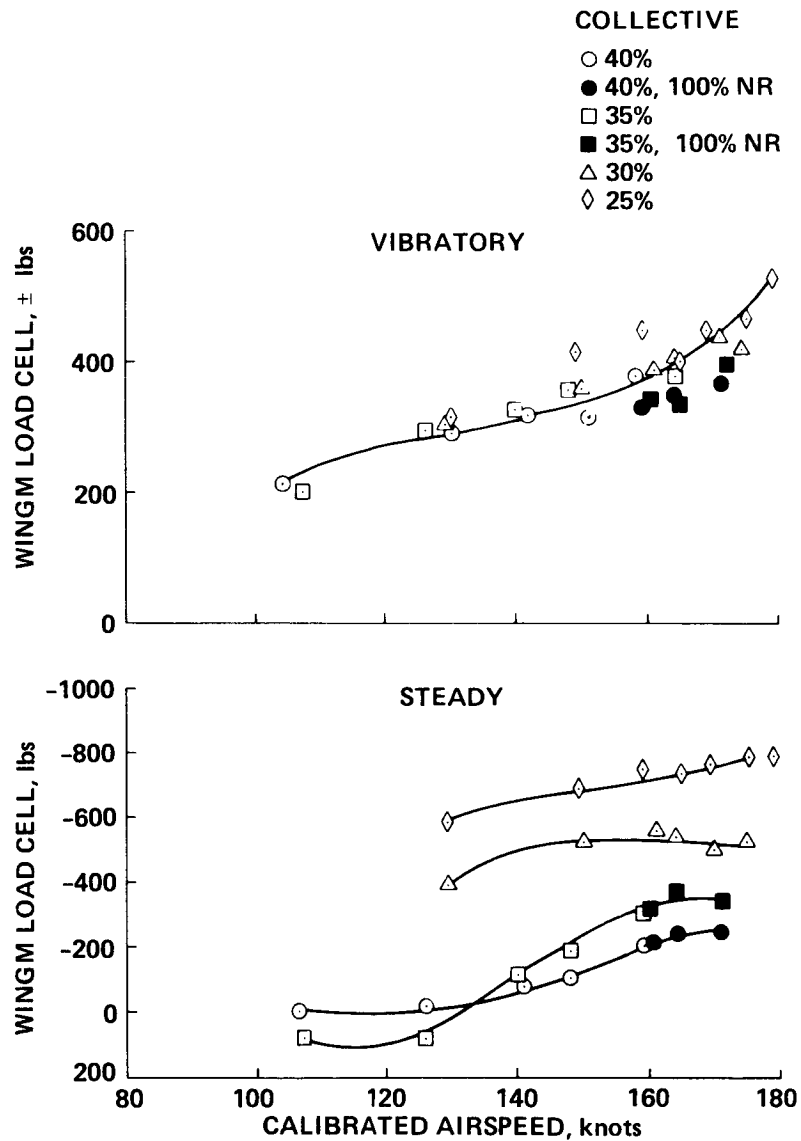 COLLECTIVE
40%
40%, 100% NR
35%
35%, 100% NR
30%
25%
VIBRATORY
WINGM LOAD CELL, ± lbs
600
400
200
0
STEADY
WINGM LOAD CELL, lbs
-1000
-800
-600
-400
-200
0
200
80 100 120 140 160 180
CALIBRATED AIRSPEED, knots